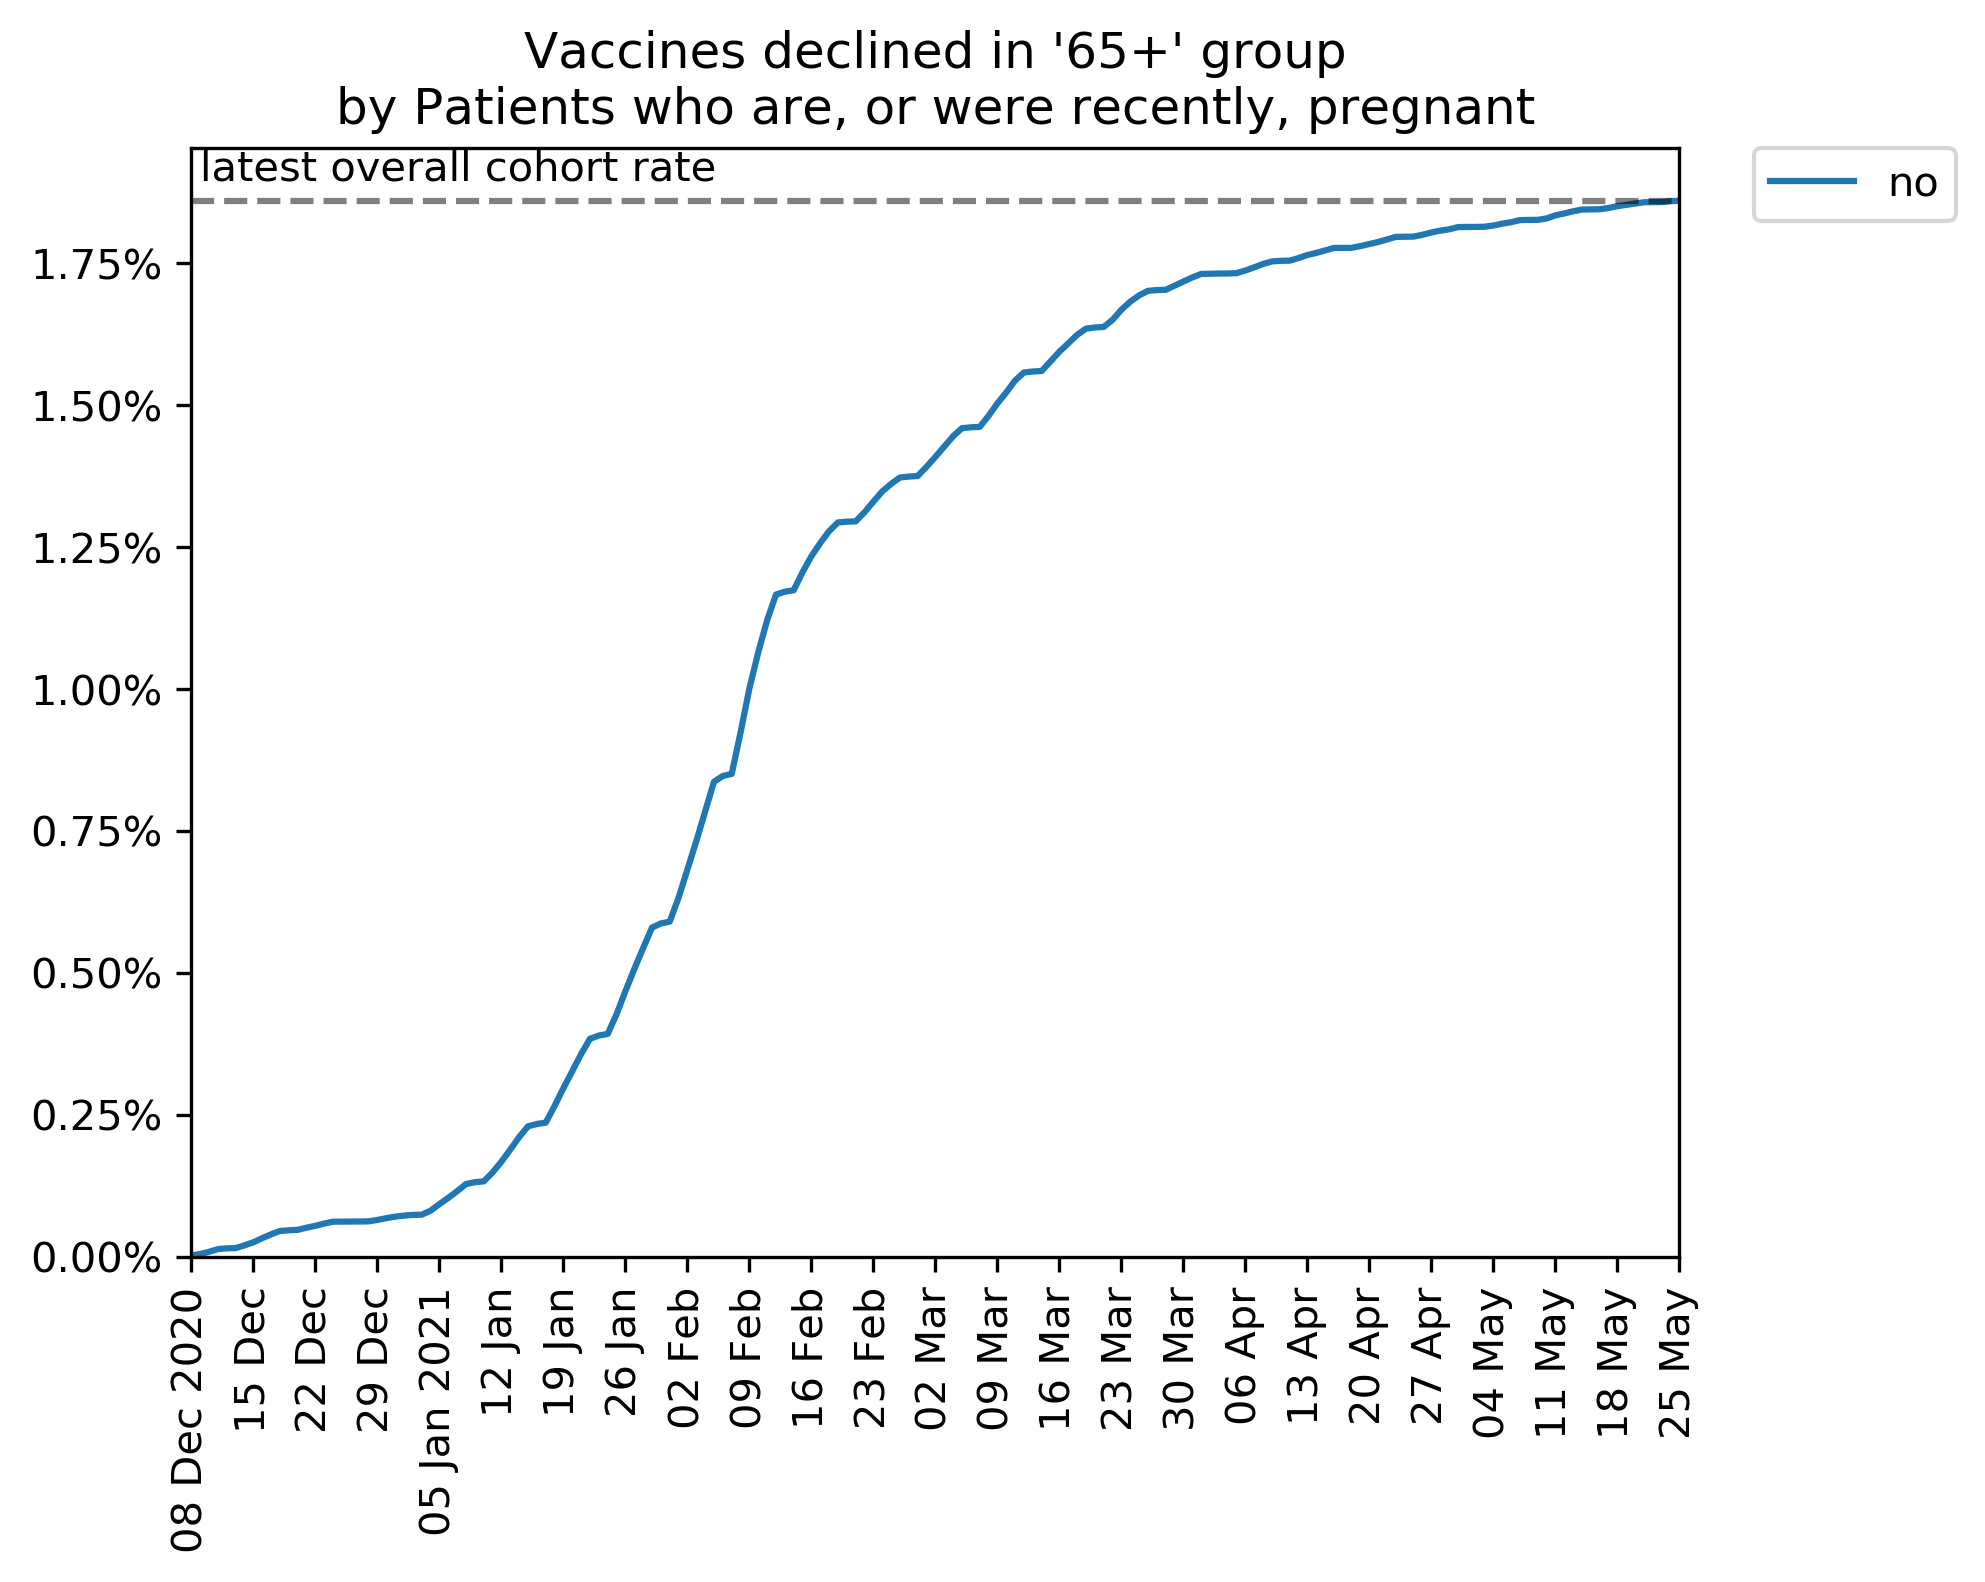 Vaccines declined in '65+' group
by Patients who are, or were recently, pregnant
latest overall cohort rate
no
1.75%
1.50%
1.25%
1.00%
0.75%
0.50%
0.25%
0.00%
08 Dec 2020
15 Dec
22 Dec
29 Dec
05 Jan 2021
12 Jan
19 Jan
26 Jan
02 Feb
09 Feb
16 Feb
23 Feb
02 Mar
09 Mar
16 Mar
23 Mar
30 Mar
06 Apr
13 Apr
20 Apr
27 Apr
04 May
11 May
18 May
25 May